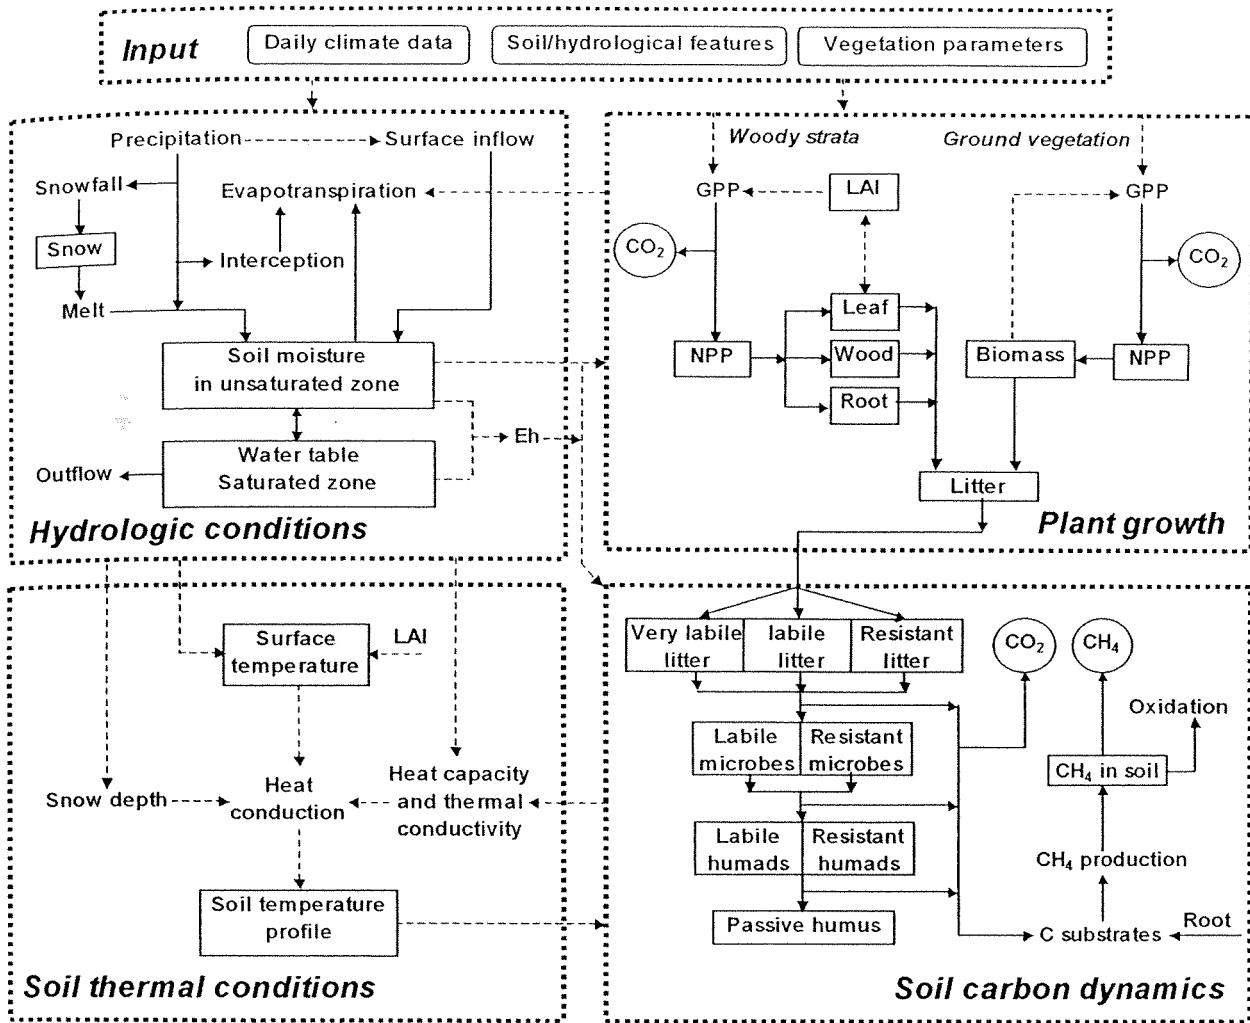 Input
Daily climate data
Soil/hydrological features
Vegetation parameters
Precipitation
Surface inflow
Snowfall
Evapotranspiration
Snow
Interception
Melt
Soil moisture
in unsaturated zone
Eh
Water table
Saturated zone
Outflow
Hydrologic conditions
Woody strata
Ground vegetation
GPP
LAI
GPP
CO2
CO2
Leaf
NPP
Wood
Biomass
NPP
Root
Litter
Plant growth
Surface
temperature
LAI
Snow depth
Heat
conduction
Heat capacity
and thermal
conductivity
Soil temperature
profile
Soil thermal conditions
Very labile
litter
labile
litter
Resistant
litter
CO2
CH4
Oxidation
Labile
microbes
Resistant
microbes
CH4 in soil
Labile
humads
Resistant
humads
CH4 production
Passive humus
C substrates
Root
Soil carbon dynamics